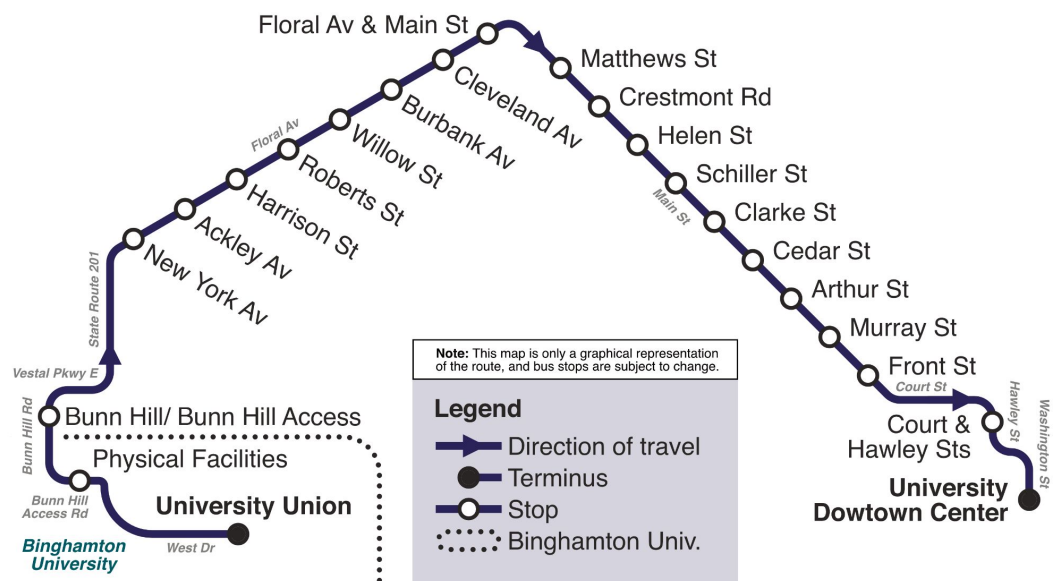 Floral Av & Main St
Matthews St
Cleveland Av
Crestmont Rd
Burbank Av
Helen St
Floral Av
Willow St
Schiller St
Roberts St
Main St
Clarke St
Harrison St
Cedar St
Ackley Av
Arthur St
New York Av
State Route 201
Murray St
Note: This map is only a graphical representation
of the route, and bus stops are subject to change.
Front St
Vestal Pkwy E
Court St
Hawley St
Washington St
Legend
Bunn Hill Rd
Bunn Hill/ Bunn Hill Access
Court &
Hawley Sts
Direction of travel
Physical Facilities
Terminus
University
Dowtown Center
Bunn Hill
Access Rd
University Union
Stop
Binghamton
University
West Dr
Binghamton Univ.